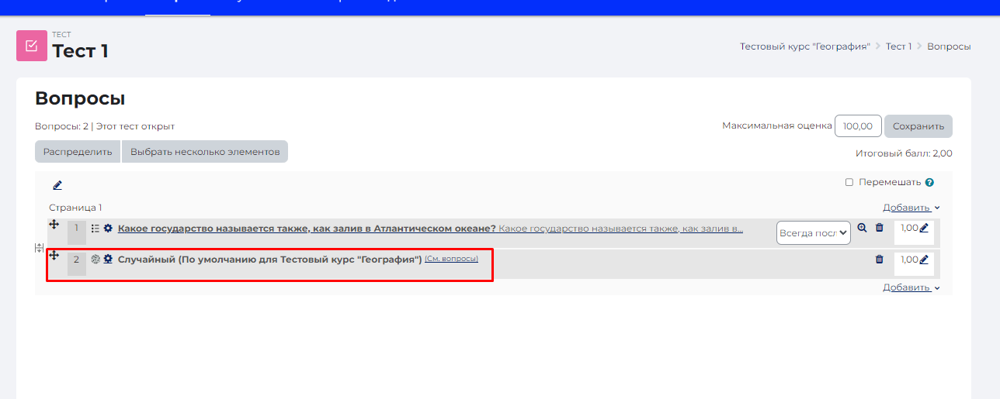 ТЕСТ
Тест 1
Тестовый курс "География" Тест 1 Вопросы
Вопросы
Вопросы: 2 | Этот тест открыт
Максимальная оценка 100,00 Сохранить
Распределить Выбрать несколько элементов
Итоговый балл: 2,00
Перемешать
Страница 1
Добавить
1 Какое государство называется также, как залив в Атлантическом океане? Какое государство называется также, как залив в... Всегда посл 1,00
2 Случайный (По умолчанию для Тестовый курс "География") (См. вопросы) 1,00
Добавить